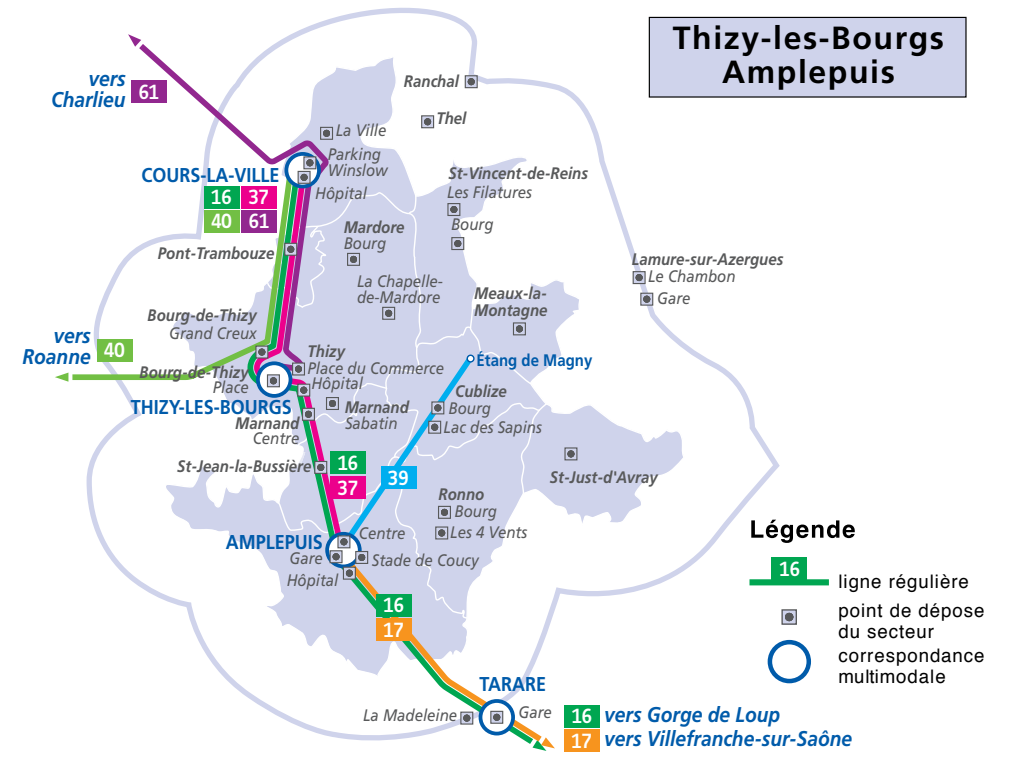 Thizy-les-Bourgs
Amplepuis
vers
Charlieu 61
Ranchal
Thel
La Ville
Parking
Winslow
COURS-LA-VILLE
Hôpital
16 37
40 61
St-Vincent-de-Reins
Les Filatures
Bourg
Mardore
Bourg
Pont-Trambouze
La Chapelle-
de-Mardore
Lamure-sur-Azergues
Le Chambon
Gare
Meaux-la-
Montagne
Bourg-de-Thizy
Grand Creux
vers
Roanne 40
Thizy
Place du Commerce
Hôpital
Bourg-de-Thizy
Place
THIZY-LES-BOURGS
Étang de Magny
Marnand
Sabatin
Marnand
Centre
Cublize
Bourg
Lac des Sapins
St-Jean-la-Bussière
16
37
39
St-Just-d'Avray
Ronno
Bourg
Les 4 Vents
AMPLEPUIS
Centre
Gare
Stade de Coucy
Hôpital
16
17
TARARE
La Madeleine
Gare
16 vers Gorge de Loup
17 vers Villefranche-sur-Saône
Légende
16
ligne régulière
point de dépose
du secteur
correspondance
multimodale